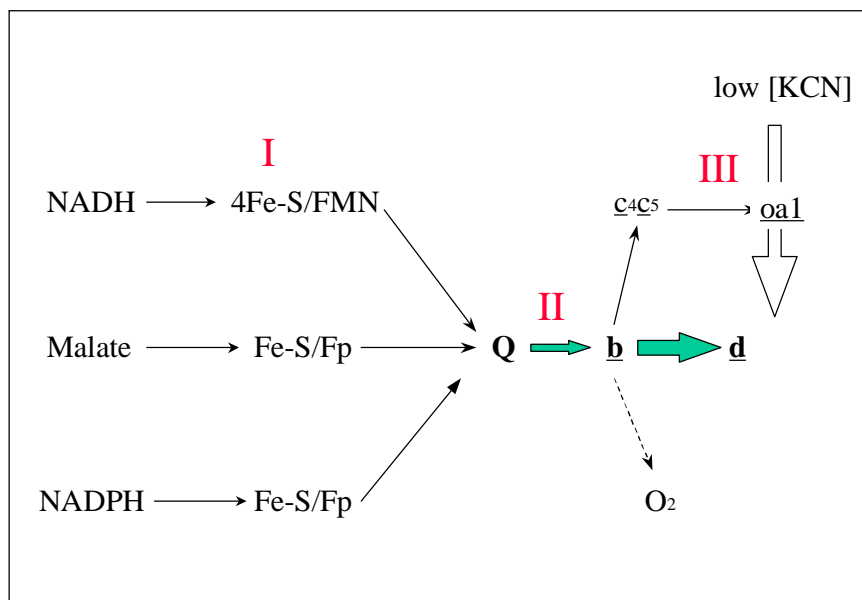 low [KCN]
I
III
NADH 4Fe-S/FMN c4c5 oa1
II
Malate Fe-S/Fp Q b d
NADPH Fe-S/Fp O2